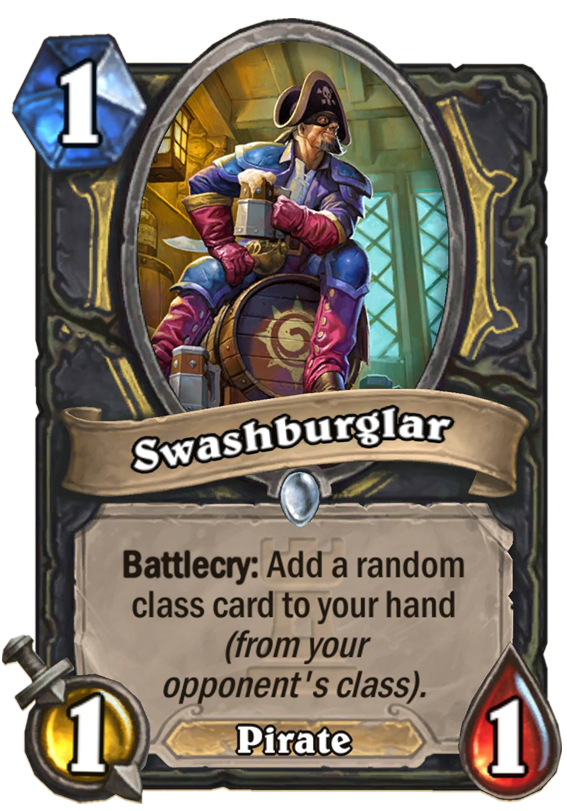 1
Swashburglar
Battlecry: Add a random
class card to your hand
(from your
opponent's class).
1
Pirate
1